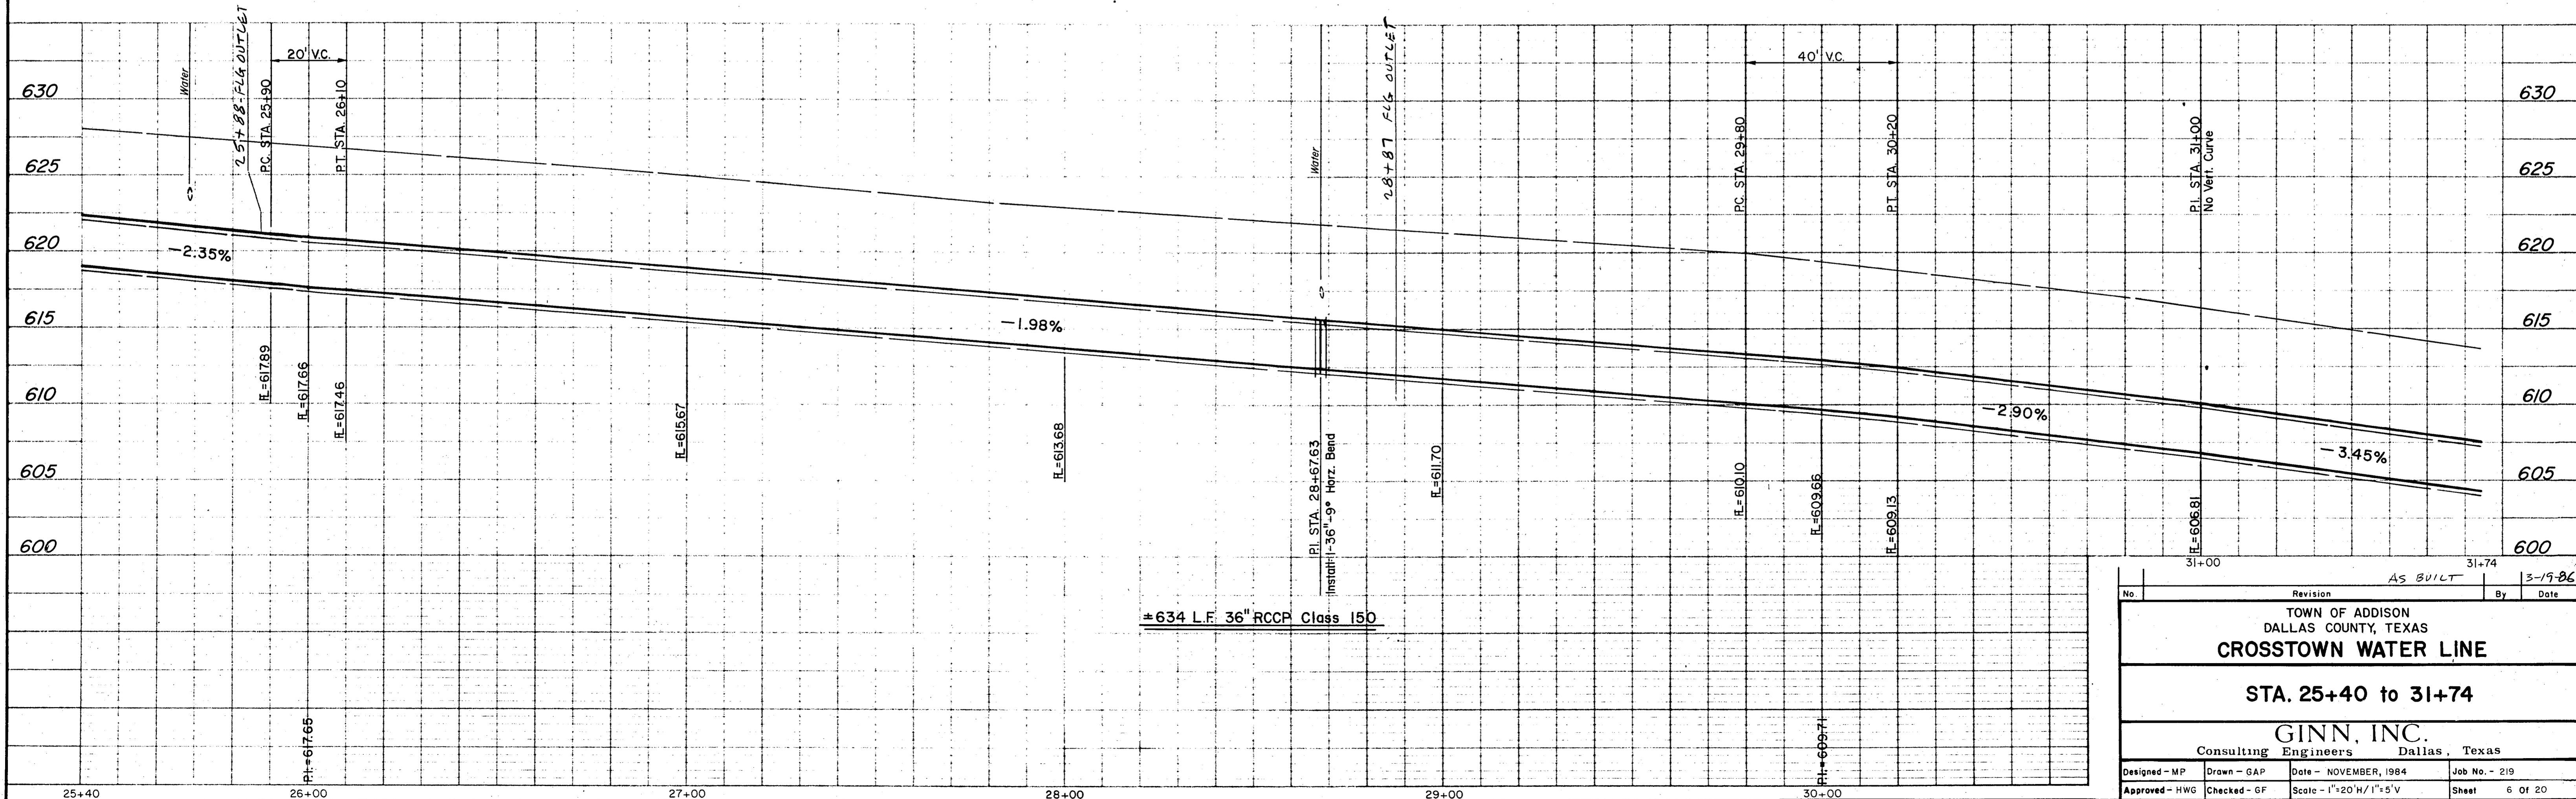 630
625
620
615
610
605
600
630
625
620
615
610
605
600
Water
25+88-FLG OUTLET
P.C. STA. 25+90
20' V.C.
P.T. STA. 26+10
Water
28+87 FLG OUTLET
40' V.C.
P.C. STA. 29+80
P.T. STA. 30+20
P.I. STA. 31+00
No Vert. Curve
-2.35%
-1.98%
-2.90%
-3.45%
FL=617.89
FL=617.66
FL=617.46
FL=615.67
FL=613.68
P.I. STA. 28+67.63
Install 1-36"-9° Horz. Bend
FL=611.70
FL=610.10
FL=609.66
FL=609.13
FL=606.81
±634 L.F. 36" RCCP Class 150
P.I.=617.65
P.I.=609.71
25+40
26+00
27+00
28+00
29+00
30+00
31+00
31+74
AS BUILT 3-19-86
No. Revision By Date
TOWN OF ADDISON
DALLAS COUNTY, TEXAS
CROSSTOWN WATER LINE
STA. 25+40 to 31+74
GINN, INC.
Consulting Engineers Dallas, Texas
Designed - MP Drawn - GAP Date - NOVEMBER, 1984 Job No. - 219
Approved - HWG Checked - GF Scale - 1"=20'H/1"=5'V Sheet 6 Of 20